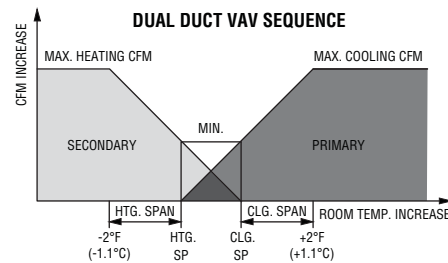 DUAL DUCT VAV SEQUENCE
CFM INCREASE
MAX. HEATING CFM
MAX. COOLING CFM
MIN.
SECONDARY
PRIMARY
HTG. SPAN
CLG. SPAN
ROOM TEMP. INCREASE
-2°F
(-1.1°C)
HTG.
SP
CLG.
SP
+2°F
(+1.1°C)